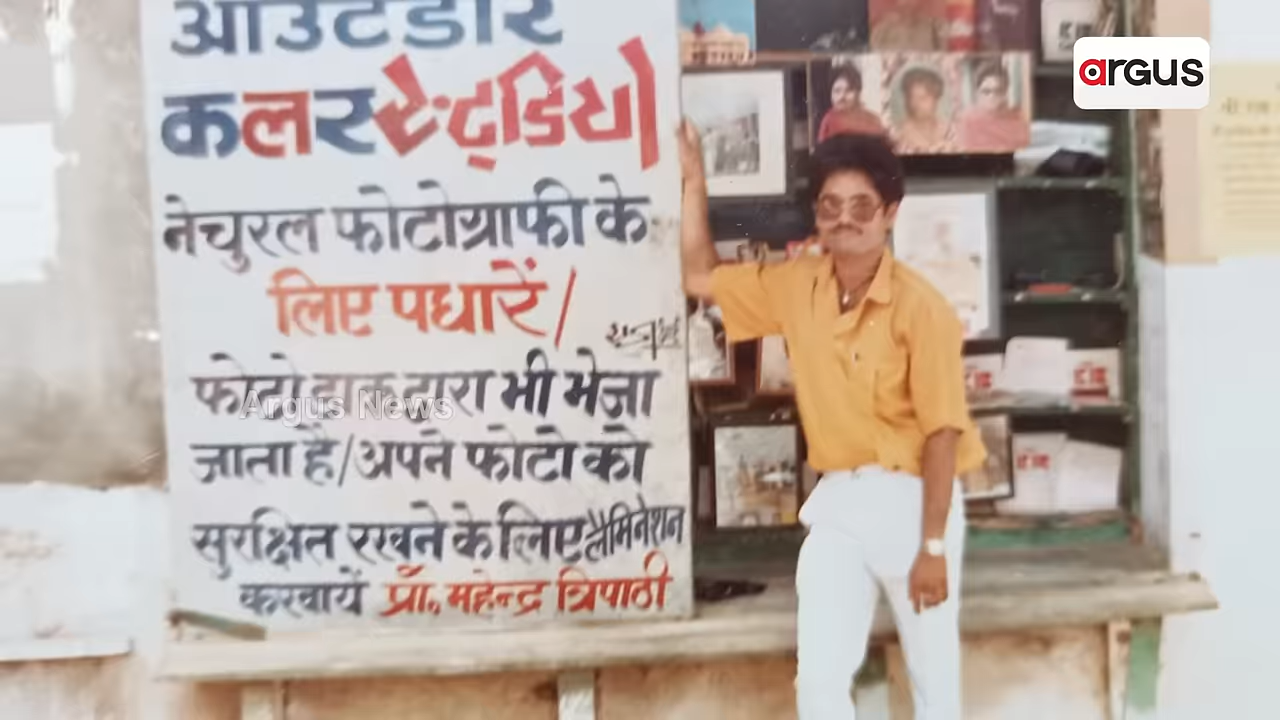 आउटडोर
argus
कलर स्टूडियो
नेचुरल फोटोग्राफी के
लिए पधारें/
फोटो डाक द्वारा भी भेजा
Argus News
जाता है/अपने फोटो को
सुरक्षित रखने के लिए लैमिनेशन
करवायें प्रॉ. महेन्द्र त्रिपाठी